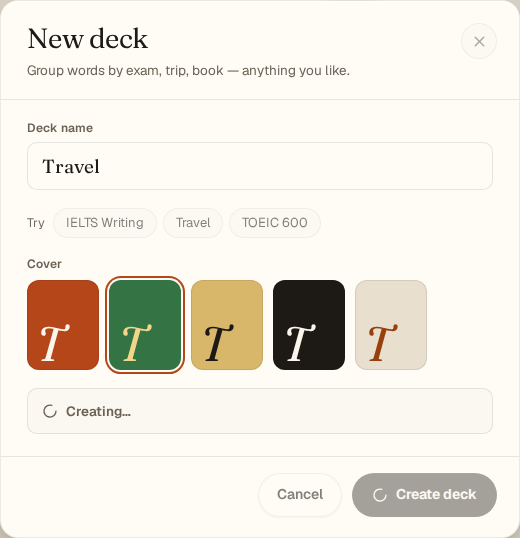 New deck
Group words by exam, trip, book — anything you like.
Deck name
Travel
Try IELTS Writing Travel TOEIC 600
Cover
T T T T T
Creating...
Cancel Create deck